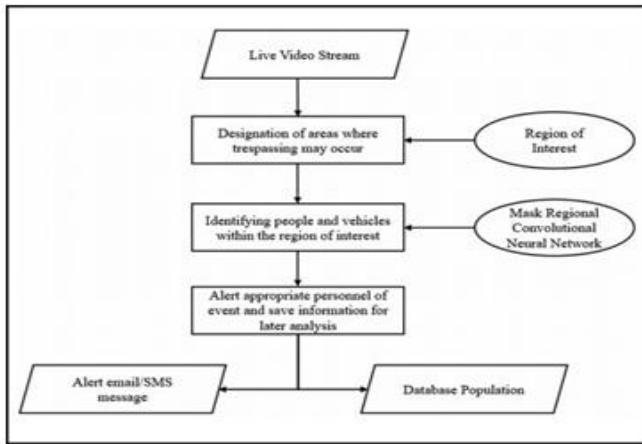 Live Video Stream
Designation of areas where
trespassing may occur
Region of
Interest
Identifying people and vehicles
within the region of interest
Mask Regional
Convolutional
Neural Network
Alert appropriate personnel of
event and save information for
later analysis
Alert email/SMS
message
Database Population